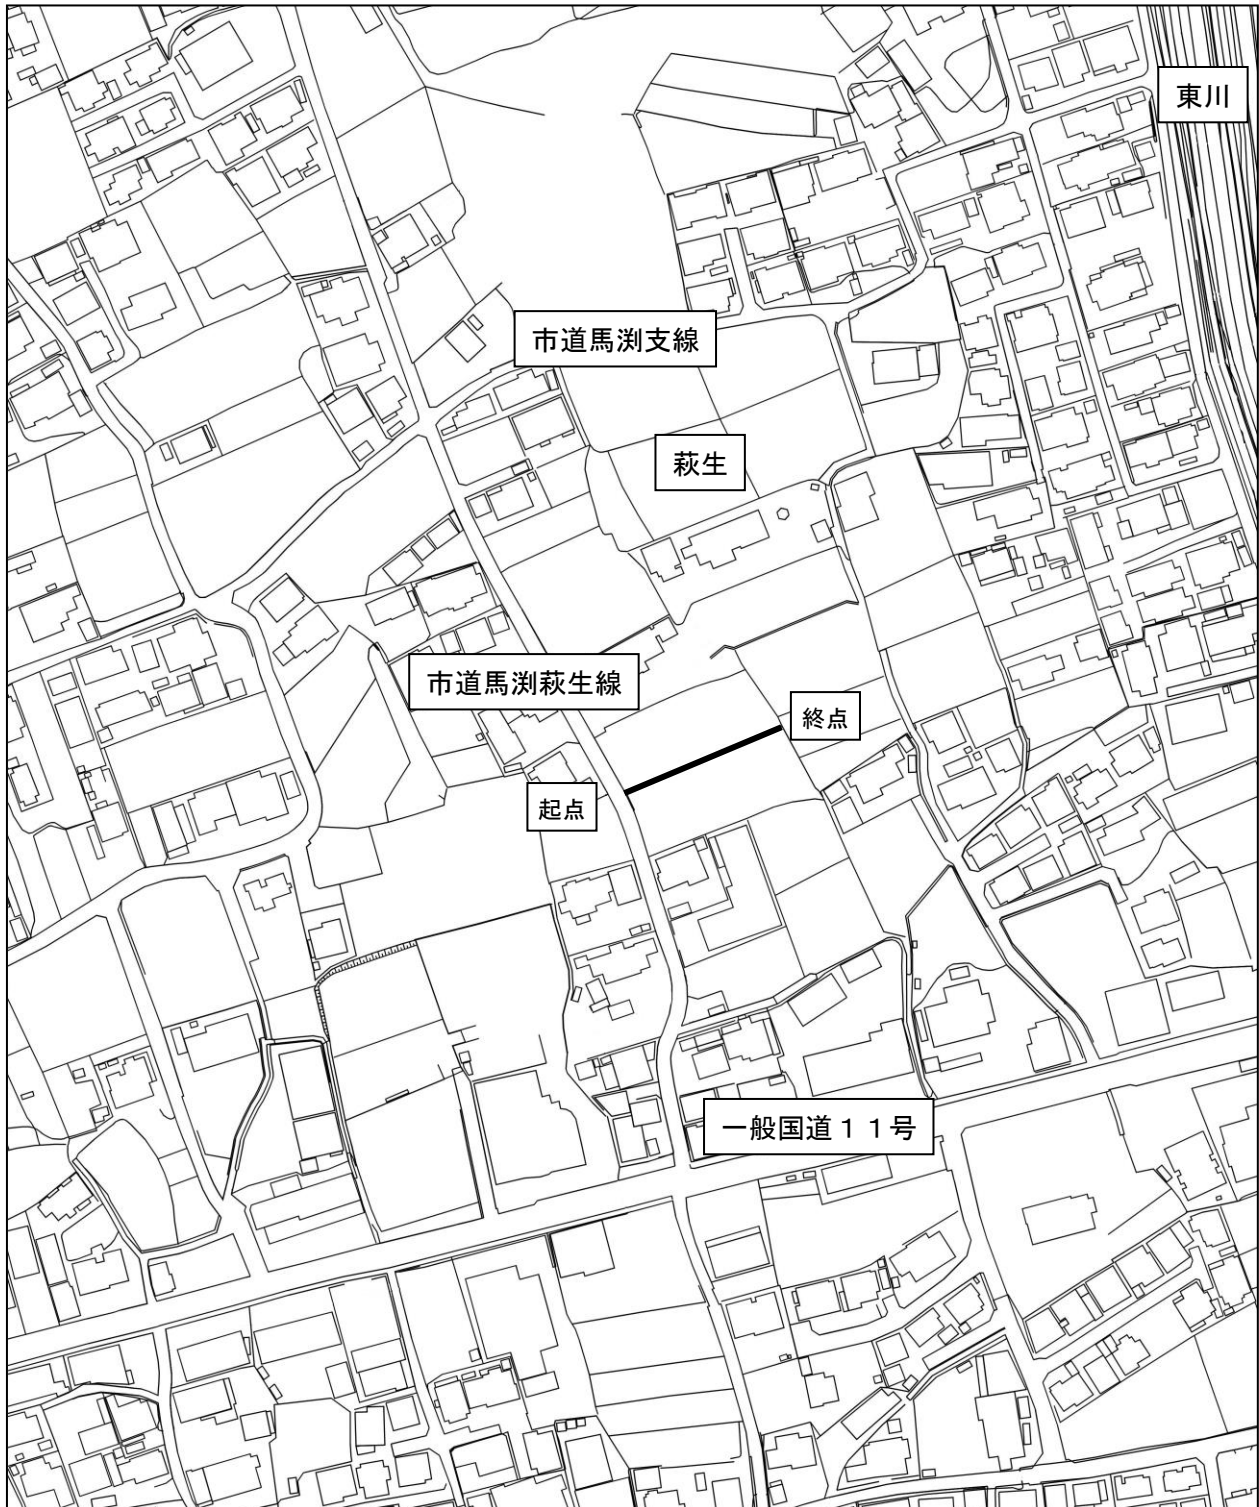 東川
市道馬渕支線
萩生
市道馬渕萩生線
終点
起点
一般国道１１号